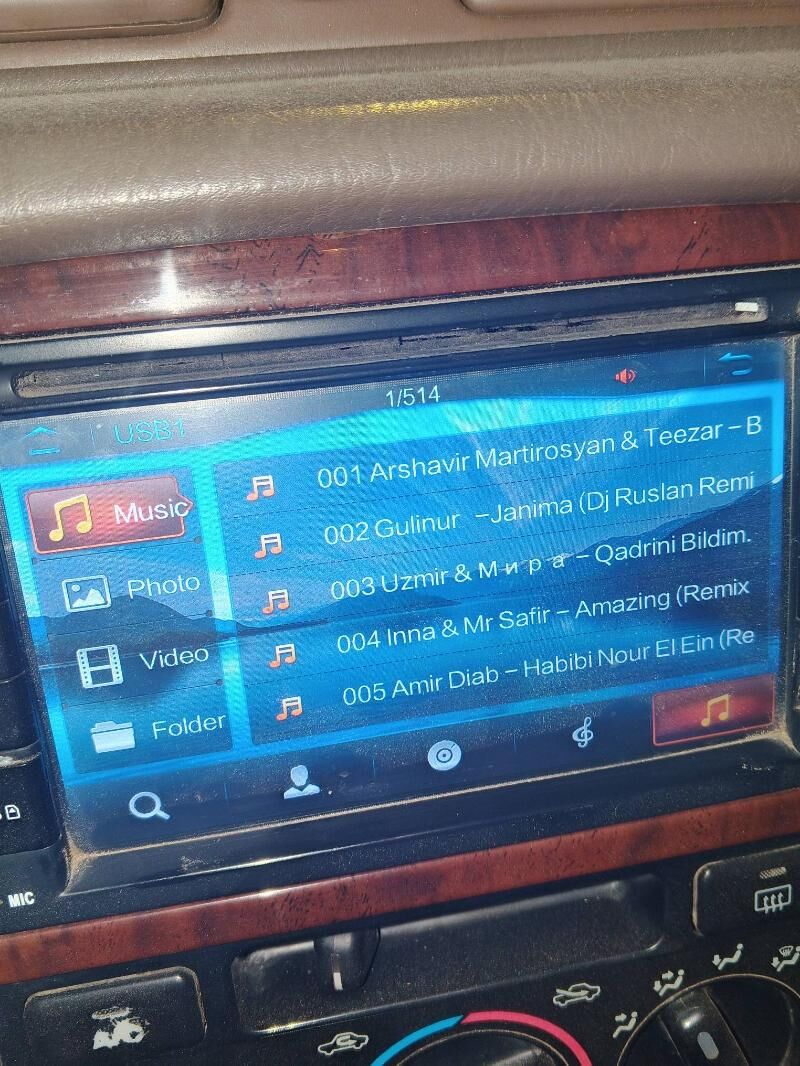 1/514
USB1
Music
Photo
Video
Folder
001 Arshavir Martirosyan & Teezar – B
002 Gulinur –Janima (Dj Ruslan Remi
003 Uzmir & Мира – Qadrini Bildim.
004 Inna & Mr Safir – Amazing (Remix
005 Amir Diab – Habibi Nour El Ein (Re
MIC
A/C